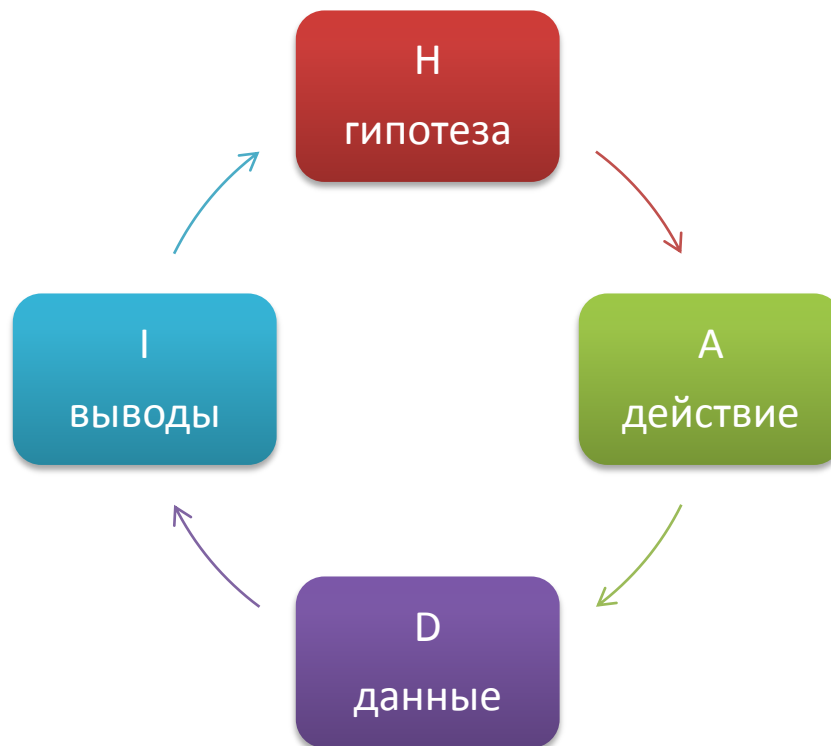 H
гипотеза
A
действие
D
данные
I
выводы